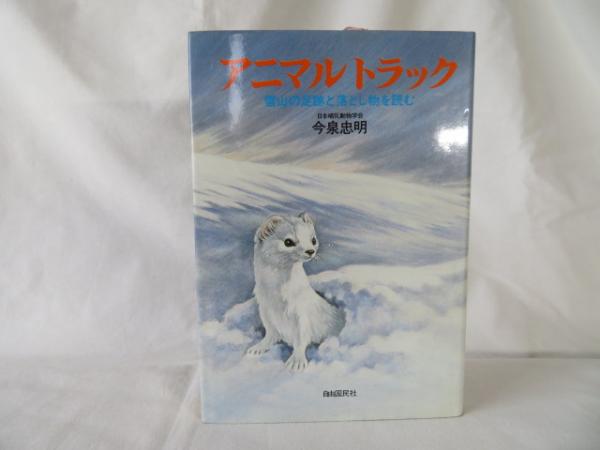 アニマルトラック
雪山の足跡と落とし物を読む
日本哺乳動物学会
今泉忠明
自由国民社